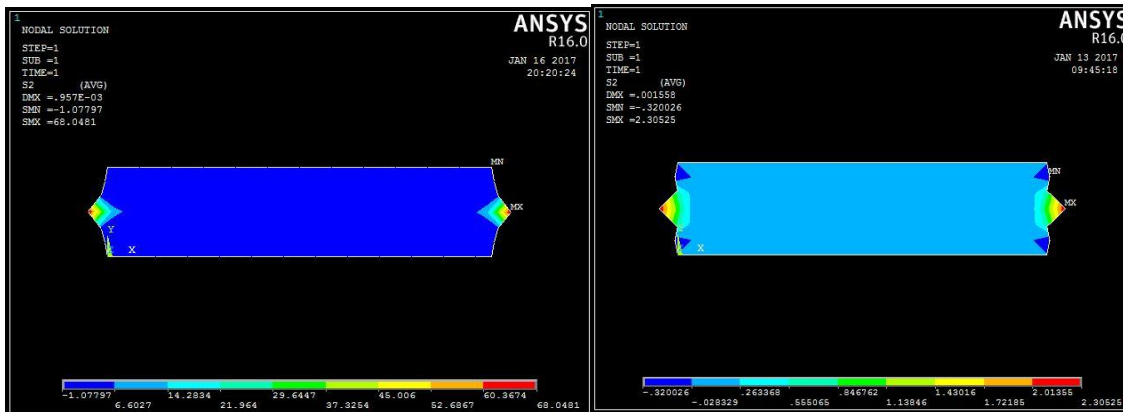 1
NODAL SOLUTION
STEP=1
SUB =1
TIME=1
S2 (AVG)
DMX =.957E-03
SMN =-1.07797
SMX =68.0481
ANSYS
R16.0
JAN 16 2017
20:20:24
MN
MX
Y
X
-1.07797 14.2834 29.6447 45.006 60.3674
6.6027 21.964 37.3254 52.6867 68.0481
1
NODAL SOLUTION
STEP=1
SUB =1
TIME=1
S2 (AVG)
DMX =.001558
SMN =-.320026
SMX =2.30525
ANSYS
R16.0
JAN 13 2017
09:45:18
MN
MX
X
-.320026 .263368 .846762 1.43016 2.01355
-.028329 .555065 1.13846 1.72185 2.30525